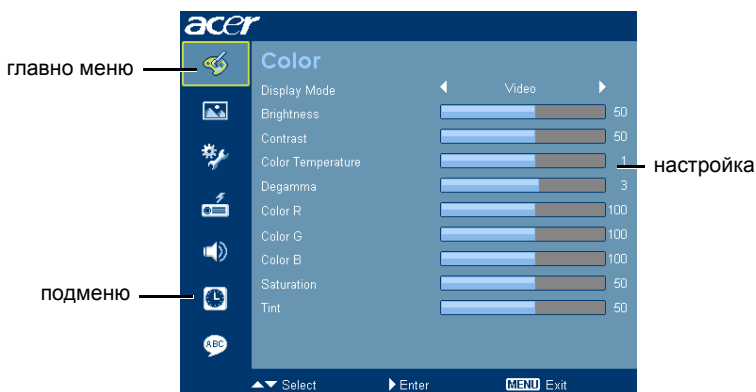 acer
главно меню
Color
Display Mode Video
Brightness 50
Contrast 50
Color Temperature 1
настройка
Degamma 3
Color R 100
Color G 100
Color B 100
Saturation 50
подменю
Tint 50
ABC
Select Enter MENU Exit